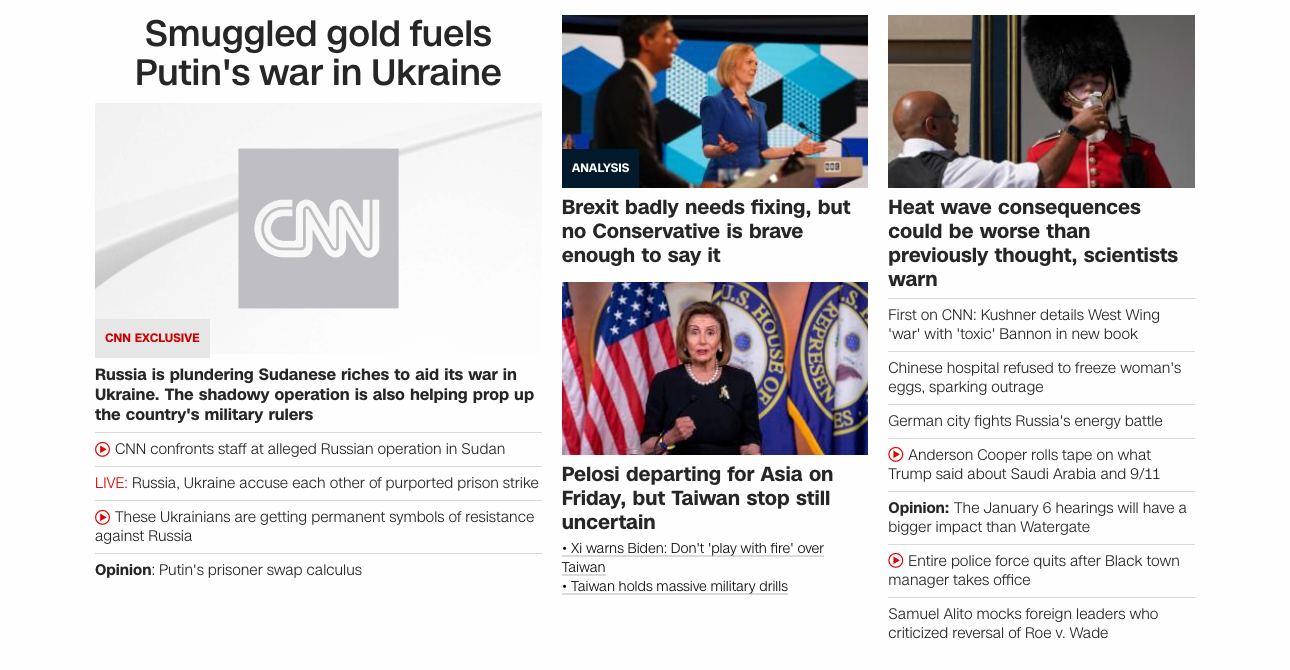 Smuggled gold fuels
Putin's war in Ukraine
CNN
CNN EXCLUSIVE
Russia is plundering Sudanese riches to aid its war in
Ukraine. The shadowy operation is also helping prop up
the country's military rulers
CNN confronts staff at alleged Russian operation in Sudan
LIVE: Russia, Ukraine accuse each other of purported prison strike
These Ukrainians are getting permanent symbols of resistance
against Russia
Opinion: Putin's prisoner swap calculus
BBC
ANALYSIS
Brexit badly needs fixing, but
no Conservative is brave
enough to say it
U.S. HOUSE OF
REPRESEN
ES
Pelosi departing for Asia on
Friday, but Taiwan stop still
uncertain
• Xi warns Biden: Don't 'play with fire' over
Taiwan
• Taiwan holds massive military drills
Heat wave consequences
could be worse than
previously thought, scientists
warn
First on CNN: Kushner details West Wing
'war' with 'toxic' Bannon in new book
Chinese hospital refused to freeze woman's
eggs, sparking outrage
German city fights Russia's energy battle
Anderson Cooper rolls tape on what
Trump said about Saudi Arabia and 9/11
Opinion: The January 6 hearings will have a
bigger impact than Watergate
Entire police force quits after Black town
manager takes office
Samuel Alito mocks foreign leaders who
criticized reversal of Roe v. Wade